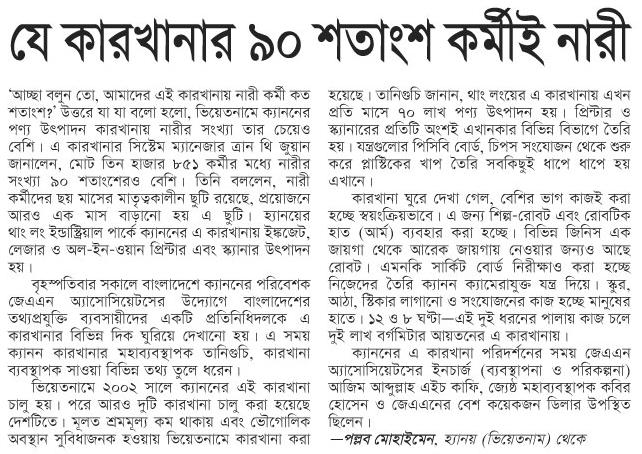 যে কারখানার ৯০ শতাংশ কর্মীই নারী
'আচ্ছা বলুন তো, আমাদের এই কারখানায় নারী কর্মী কত
শতাংশ?' উত্তরে যা যা বলো হলো, ভিয়েতনামে ক্যাননের
পণ্য উৎপাদন কারখানায় নারীর সংখ্যা তার চেয়েও
বেশি। এ কারখানার সিস্টেম ম্যানেজার ত্রান থি জুয়ান
জানালেন, মোট তিন হাজার ৮৫১ কর্মীর মধ্যে নারীর
সংখ্যা ৯০ শতাংশেরও বেশি। তিনি বললেন, নারী
কর্মীদের ছয় মাসের মাতৃত্বকালীন ছুটি রয়েছে, প্রয়োজনে
আরও এক মাস বাড়ানো হয় এ ছুটি। হ্যানয়ের
থাং লং ইন্ডাস্ট্রিয়াল পার্কে ক্যাননের এ কারখানায় ইঙ্কজেট,
লেজার ও অল-ইন-ওয়ান প্রিন্টার এবং স্ক্যানার উৎপাদন
হয়।
বৃহস্পতিবার সকালে বাংলাদেশে ক্যাননের পরিবেশক
জেএএন অ্যাসোসিয়েটসের উদ্যোগে বাংলাদেশের
তথ্যপ্রযুক্তি ব্যবসায়ীদের একটি প্রতিনিধিদলকে এ
কারখানার বিভিন্ন দিক ঘুরিয়ে দেখানো হয়। এ সময়
ক্যানন কারখানার মহাব্যবস্থাপক তানিগুচি, কারখানা
ব্যবস্থাপক সাওয়া বিভিন্ন তথ্য তুলে ধরেন।
ভিয়েতনামে ২০০২ সালে ক্যাননের এই কারখানা
চালু হয়। পরে আরও দুটি কারখানা চালু করা হয়েছে
দেশটিতে। মূলত শ্রমমূল্য কম থাকায় এবং ভৌগোলিক
অবস্থান সুবিধাজনক হওয়ায় ভিয়েতনামে কারখানা করা
হয়েছে। তানিগুচি জানান, থাং লংয়ের এ কারখানায় এখন
প্রতি মাসে ৭০ লাখ পণ্য উৎপাদন হয়। প্রিন্টার ও
স্ক্যানারের প্রতিটি অংশই এখানকার বিভিন্ন বিভাগে তৈরি
হয়। যন্ত্রগুলোর পিসিবি বোর্ড, চিপস সংযোজন থেকে শুরু
করে প্লাস্টিকের খাপ তৈরি সবকিছুই ধাপে ধাপে হয়
এখানে।
কারখানা ঘুরে দেখা গেল, বেশির ভাগ কাজই করা
হচ্ছে স্বয়ংক্রিয়ভাবে। এ জন্য শিল্প-রোবট এবং রোবটিক
হাত (আর্ম) ব্যবহার করা হচ্ছে। বিভিন্ন জিনিস এক
জায়গা থেকে আরেক জায়গায় নেওয়ার জন্যও আছে
রোবট। এমনকি সার্কিট বোর্ড নিরীক্ষাও করা হচ্ছে
নিজেদের তৈরি ক্যানন ক্যামেরাযুক্ত যন্ত্র দিয়ে। স্ক্রুর,
আঠা, স্টিকার লাগানো ও সংযোজনের কাজ হচ্ছে মানুষের
হাতে। ১২ ও ৮ ঘণ্টা—এই দুই ধরনের পালায় কাজ চলে
দুই লাখ বর্গমিটার আয়তনের এ কারখানায়।
ক্যাননের এ কারখানা পরিদর্শনের সময় জেএএন
অ্যাসোসিয়েটসের ইনচার্জ (ব্যবস্থাপনা ও পরিকল্পনা)
আজিম আব্দুল্লাহ এইচ কাফি, জ্যেষ্ঠ মহাব্যবস্থাপক কবির
হোসেন ও জেএএনের বেশ কয়েকজন ডিলার উপস্থিত
ছিলেন।
—পল্লব মোহাইমেন, হ্যানয় (ভিয়েতনাম) থেকে